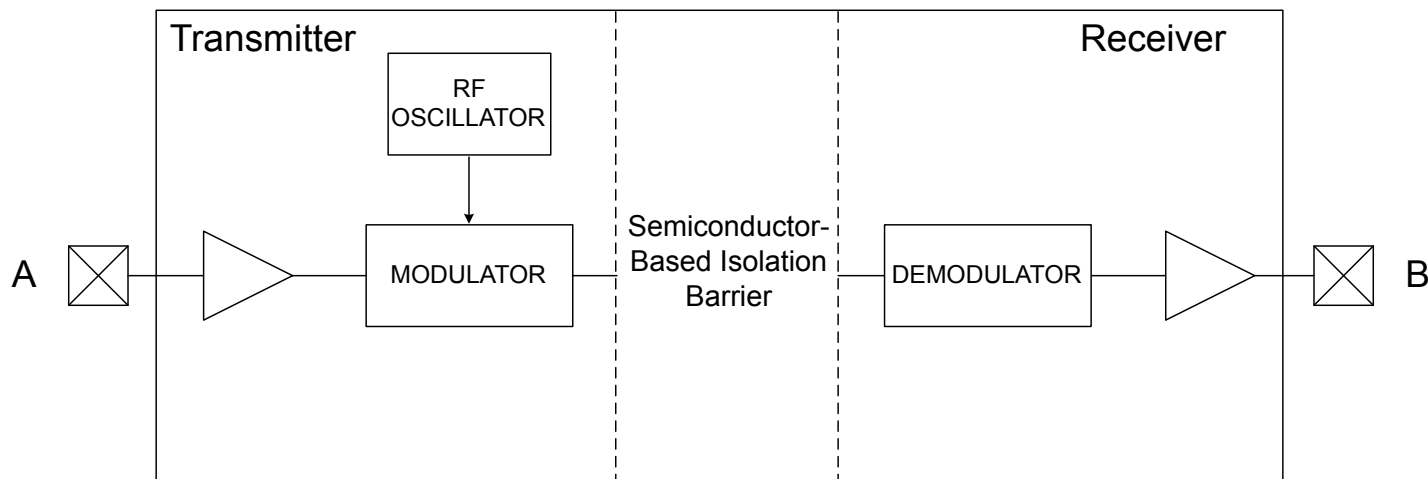 Transmitter
Receiver
RF
OSCILLATOR
A
MODULATOR
Semiconductor-
Based Isolation
Barrier
DEMODULATOR
B